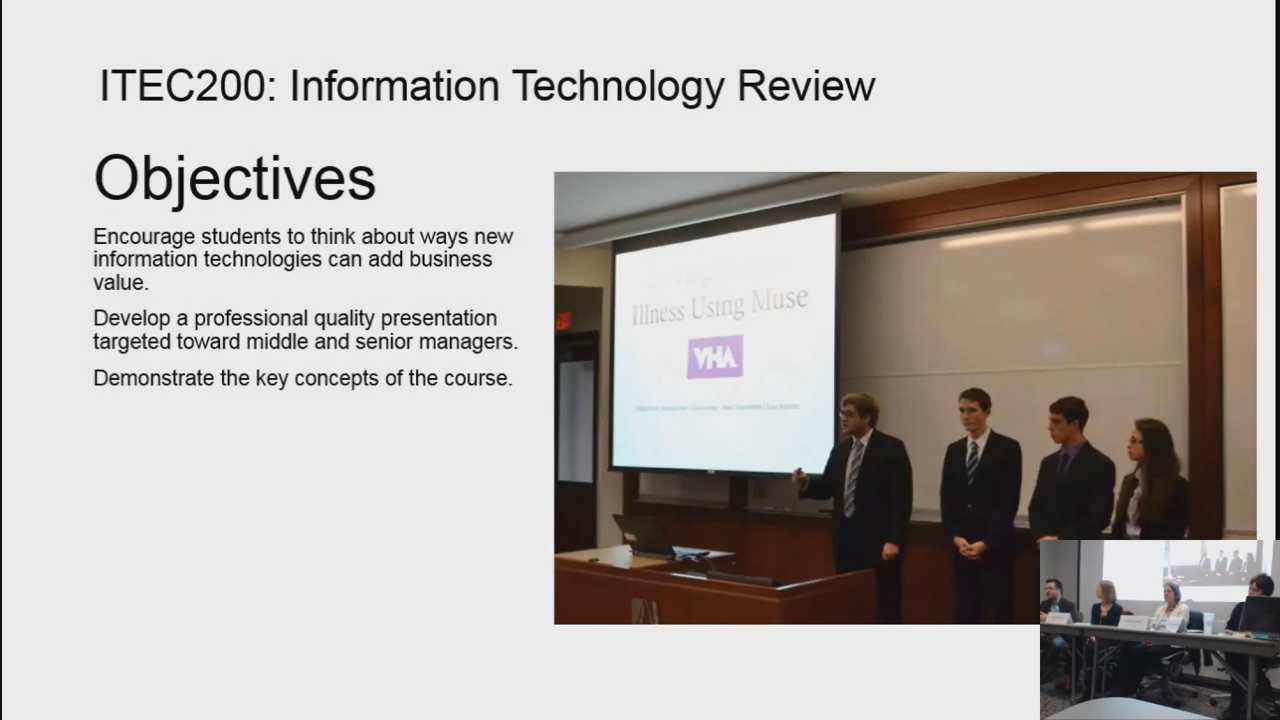 ITEC200: Information Technology Review
Objectives
Encourage students to think about ways new
information technologies can add business
value.
Develop a professional quality presentation
targeted toward middle and senior managers.
Demonstrate the key concepts of the course.
Illness Using Muse
VHA